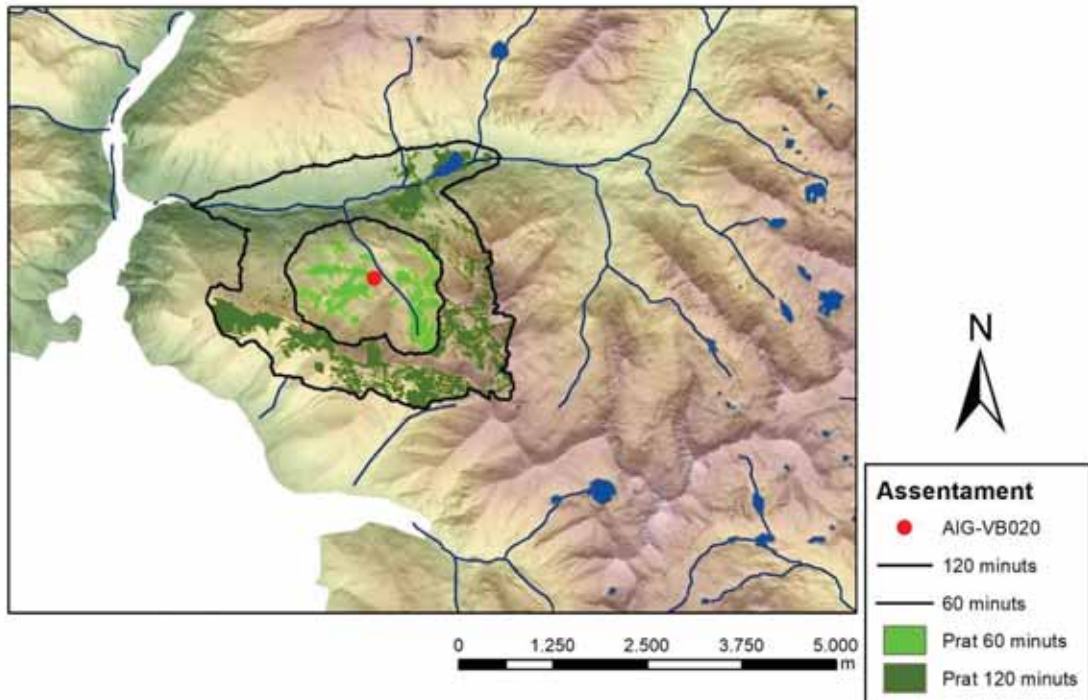 N
Assentament
AIG-VB020
120 minuts
60 minuts
Prat 60 minuts
Prat 120 minuts
0 1.250 2.500 3.750 5.000
m